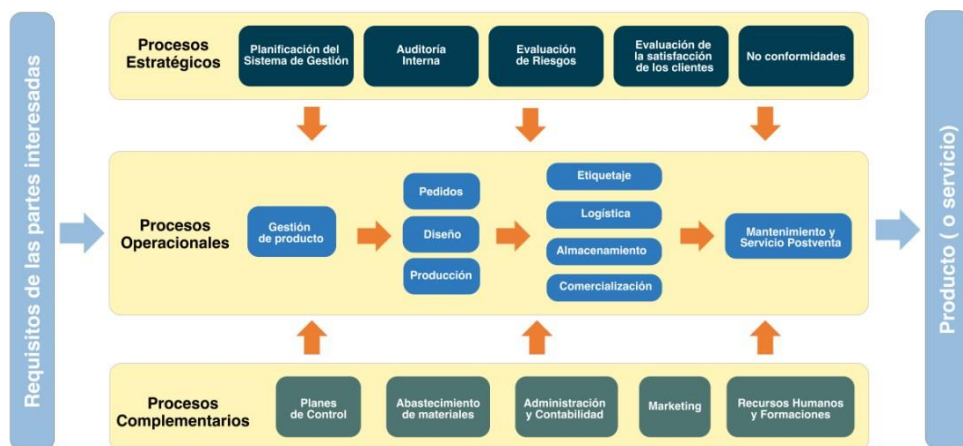 Requisitos de las partes interesadas
Procesos
Estratégicos
Planificación del
Sistema de Gestión
Auditoría
Interna
Evaluación
de Riesgos
Evaluación de
la satisfacción
de los clientes
No conformidades
Procesos
Operacionales
Gestión
de producto
Pedidos
Diseño
Producción
Etiquetaje
Logística
Almacenamiento
Comercialización
Mantenimiento y
Servicio Postventa
Procesos
Complementarios
Planes
de Control
Abastecimiento
de materiales
Administración
y Contabilidad
Marketing
Recursos Humanos
y Formaciones
Producto ( o servicio)